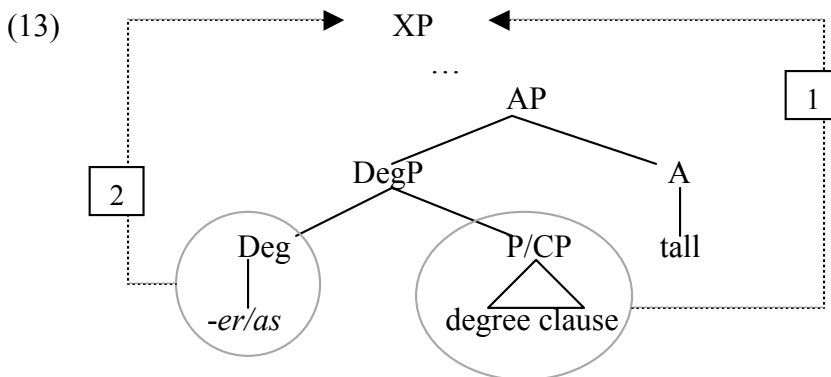 (13) XP
…
AP
1
DegP A
2
Deg P/CP tall
-er/as degree clause